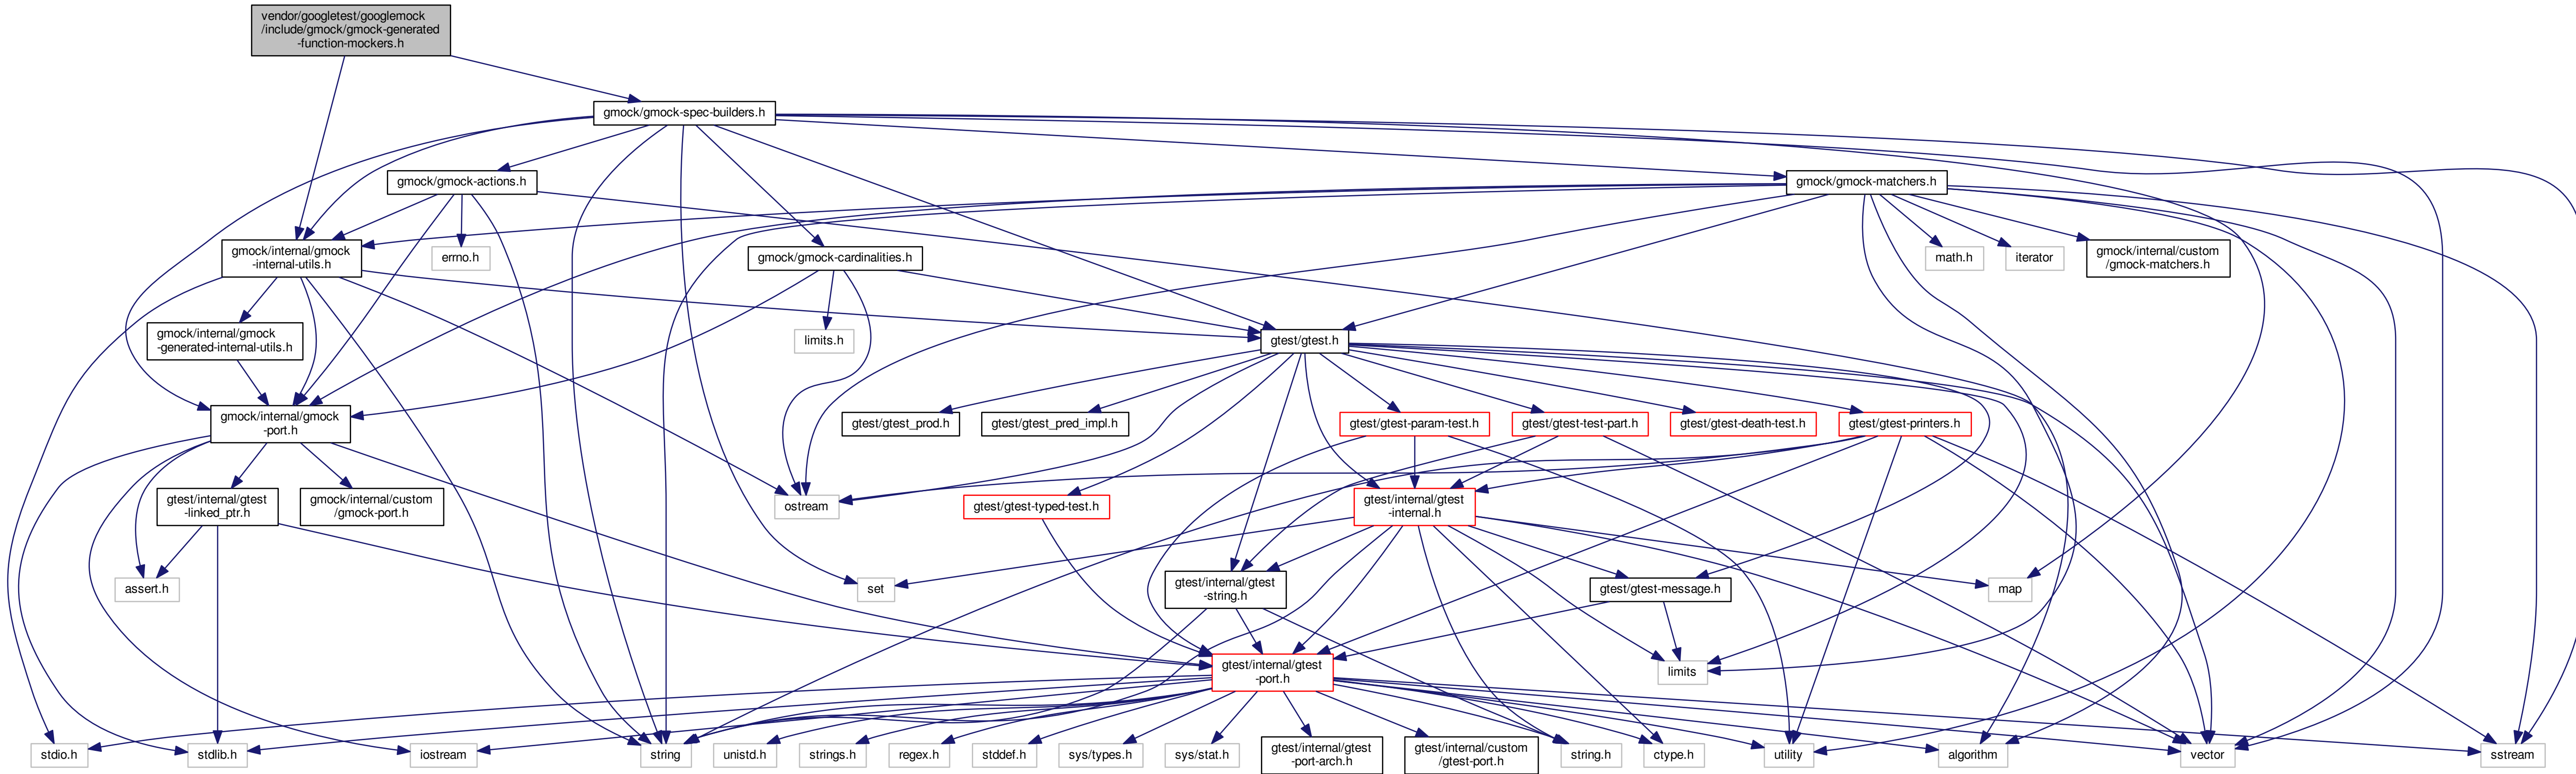 vendor/googletest/googlemock
/include/gmock/gmock-generated
-function-mockers.h
gmock/gmock-spec-builders.h
gmock/gmock-actions.h
gmock/gmock-matchers.h
gmock/internal/gmock
-internal-utils.h
errno.h
gmock/gmock-cardinalities.h
math.h
iterator
gmock/internal/custom
/gmock-matchers.h
gmock/internal/gmock
-generated-internal-utils.h
limits.h
gtest/gtest.h
gmock/internal/gmock
-port.h
gtest/gtest_prod.h
gtest/gtest_pred_impl.h
gtest/gtest-param-test.h
gtest/gtest-test-part.h
gtest/gtest-death-test.h
gtest/gtest-printers.h
gtest/internal/gtest
-linked_ptr.h
gmock/internal/custom
/gmock-port.h
ostream
gtest/gtest-typed-test.h
gtest/internal/gtest
-internal.h
assert.h
set
gtest/internal/gtest
-string.h
gtest/gtest-message.h
map
gtest/internal/gtest
-port.h
limits
stdio.h
stdlib.h
iostream
string
unistd.h
strings.h
regex.h
stddef.h
sys/types.h
sys/stat.h
gtest/internal/gtest
-port-arch.h
gtest/internal/custom
/gtest-port.h
string.h
ctype.h
utility
algorithm
vector
sstream